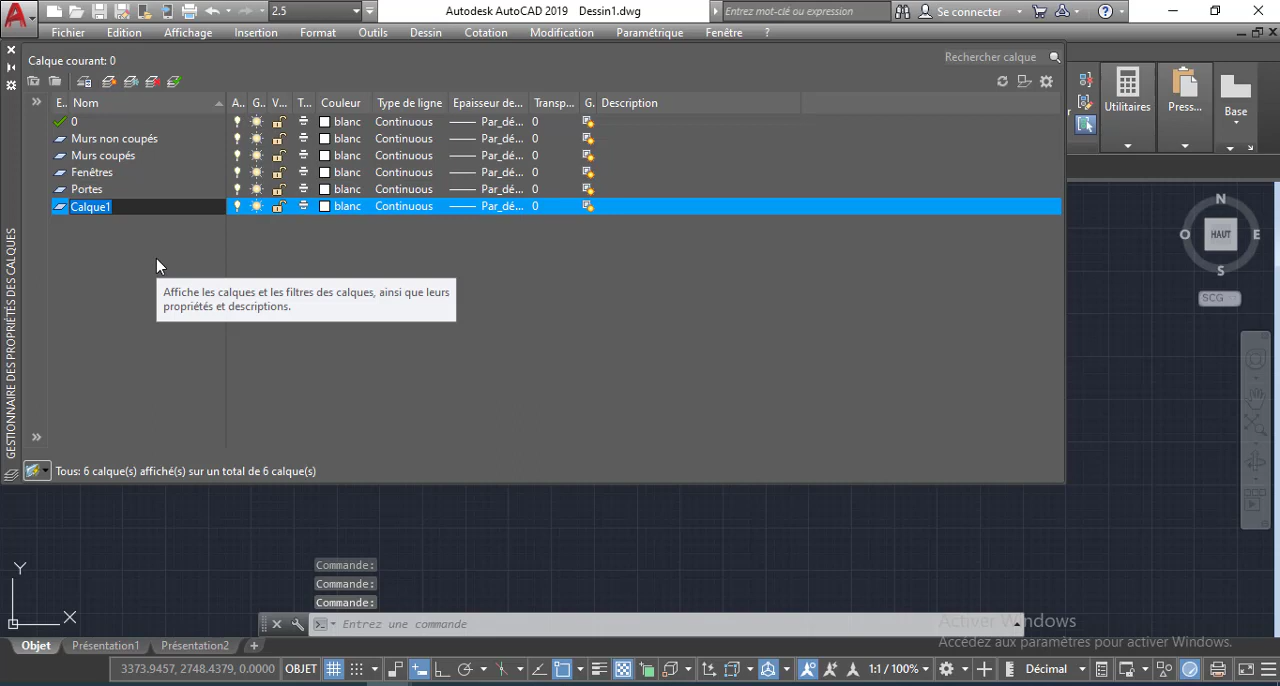 2.5 Autodesk AutoCAD 2019 Dessin1.dwg Entrez mot-clé ou expression Se connecter
Fichier Edition Affichage Insertion Format Outils Dessin Cotation Modification Paramétrique Fenêtre ?
Calque courant: 0 Rechercher calque
E.. Nom A.. G.. V... T... Couleur Type de ligne Epaisseur de... Transp... G. Description
0 blanc Continuous Par_dé... 0
Murs non coupés blanc Continuous Par_dé... 0
Murs coupés blanc Continuous Par_dé... 0
Fenêtres blanc Continuous Par_dé... 0
Portes blanc Continuous Par_dé... 0
Calque1 blanc Continuous Par_dé... 0
Affiche les calques et les filtres des calques, ainsi que leurs
propriétés et descriptions.
Tous: 6 calque(s) affiché(s) sur un total de 6 calque(s)
GESTIONNAIRE DES PROPRIÉTÉS DES CALQUES
Utilitaires Press... Base
N
O HAUT E
S
SCG
Y
X
Commande:
Commande:
Commande:
Entrez une commande
Activer Windows
Accédez aux paramètres pour activer Windows.
Objet Présentation1 Présentation2 +
3373.9457, 2748.4379, 0.0000 OBJET 1:1 / 100% Décimal